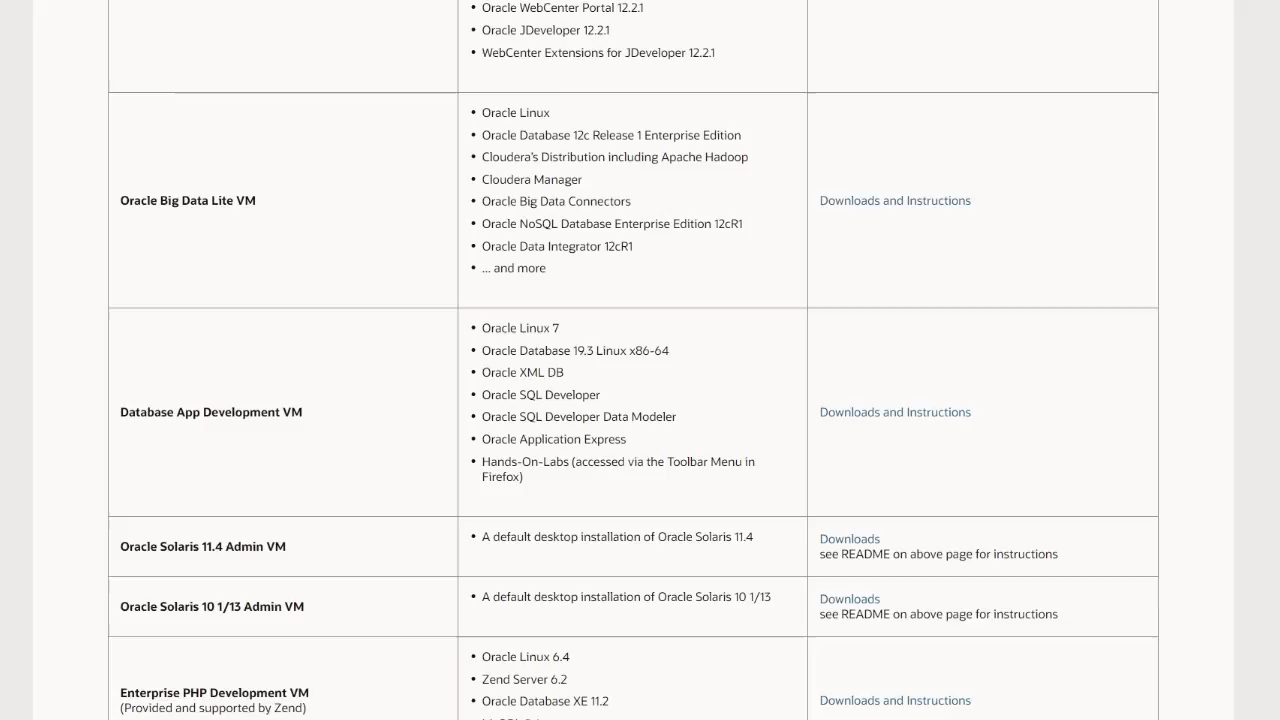 • Oracle WebCenter Portal 12.2.1
• Oracle JDeveloper 12.2.1
• WebCenter Extensions for JDeveloper 12.2.1
Oracle Big Data Lite VM
• Oracle Linux
• Oracle Database 12c Release 1 Enterprise Edition
• Cloudera's Distribution including Apache Hadoop
• Cloudera Manager
• Oracle Big Data Connectors
• Oracle NoSQL Database Enterprise Edition 12cR1
• Oracle Data Integrator 12cR1
• ... and more
Downloads and Instructions
Database App Development VM
• Oracle Linux 7
• Oracle Database 19.3 Linux x86-64
• Oracle XML DB
• Oracle SQL Developer
• Oracle SQL Developer Data Modeler
• Oracle Application Express
• Hands-On-Labs (accessed via the Toolbar Menu in
Firefox)
Downloads and Instructions
Oracle Solaris 11.4 Admin VM
• A default desktop installation of Oracle Solaris 11.4
Downloads
see README on above page for instructions
Oracle Solaris 10 1/13 Admin VM
• A default desktop installation of Oracle Solaris 10 1/13
Downloads
see README on above page for instructions
Enterprise PHP Development VM
(Provided and supported by Zend)
• Oracle Linux 6.4
• Zend Server 6.2
• Oracle Database XE 11.2
Downloads and Instructions